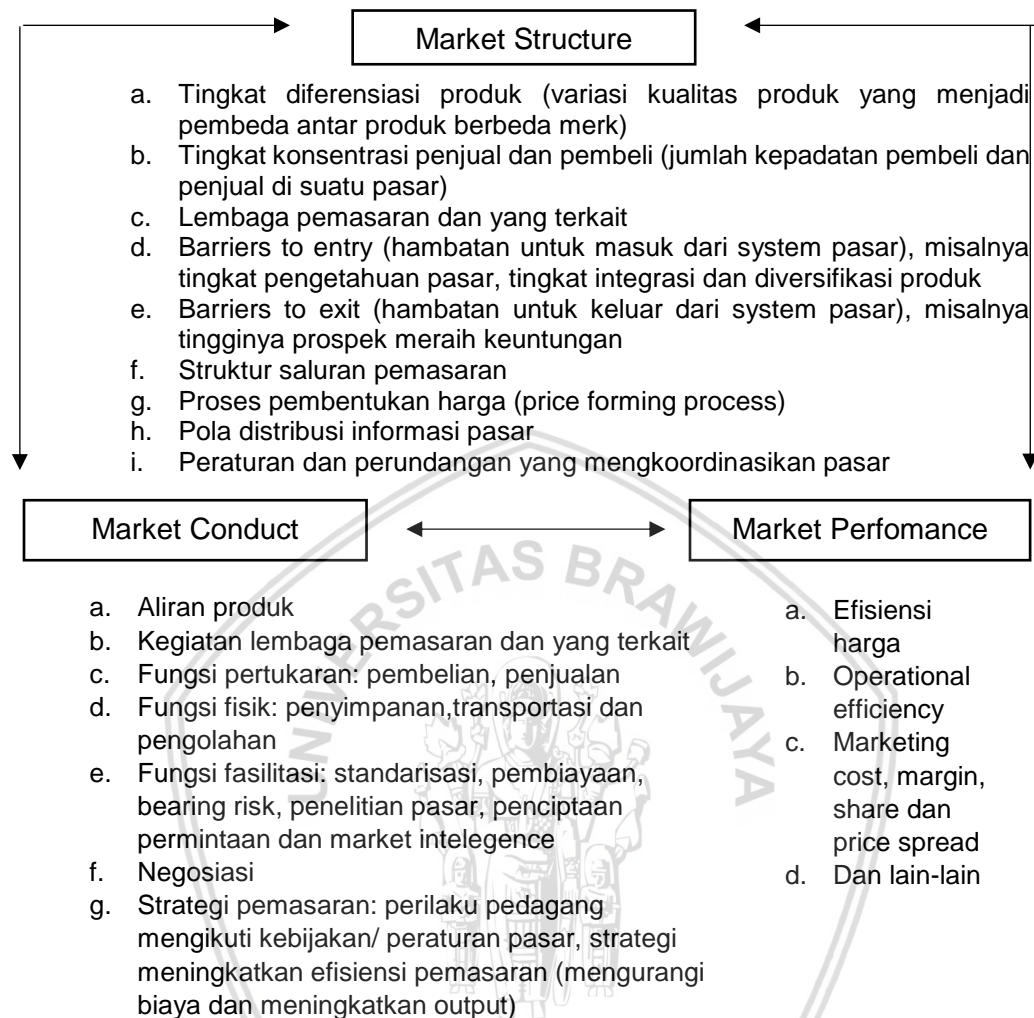 Market Structure
a. Tingkat diferensiasi produk (variasi kualitas produk yang menjadi
pembeda antar produk berbeda merk)
b. Tingkat konsentrasi penjual dan pembeli (jumlah kepadatan pembeli dan
penjual di suatu pasar)
c. Lembaga pemasaran dan yang terkait
d. Barriers to entry (hambatan untuk masuk dari system pasar), misalnya
tingkat pengetahuan pasar, tingkat integrasi dan diversifikasi produk
e. Barriers to exit (hambatan untuk keluar dari system pasar), misalnya
tingginya prospek meraih keuntungan
f. Struktur saluran pemasaran
g. Proses pembentukan harga (price forming process)
h. Pola distribusi informasi pasar
i. Peraturan dan perundangan yang mengkoordinasikan pasar
Market Conduct
a. Aliran produk
b. Kegiatan lembaga pemasaran dan yang terkait
c. Fungsi pertukaran: pembelian, penjualan
d. Fungsi fisik: penyimpanan,transportasi dan
pengolahan
e. Fungsi fasilitasi: standarisasi, pembiayaan,
bearing risk, penelitian pasar, penciptaan
permintaan dan market intelegence
f. Negosiasi
g. Strategi pemasaran: perilaku pedagang
mengikuti kebijakan/ peraturan pasar, strategi
meningkatkan efisiensi pemasaran (mengurangi
biaya dan meningkatkan output)
Market Perfomance
a. Efisiensi
harga
b. Operational
efficiency
c. Marketing
cost, margin,
share dan
price spread
d. Dan lain-lain
UNIVERSITAS BRAWIJAYA